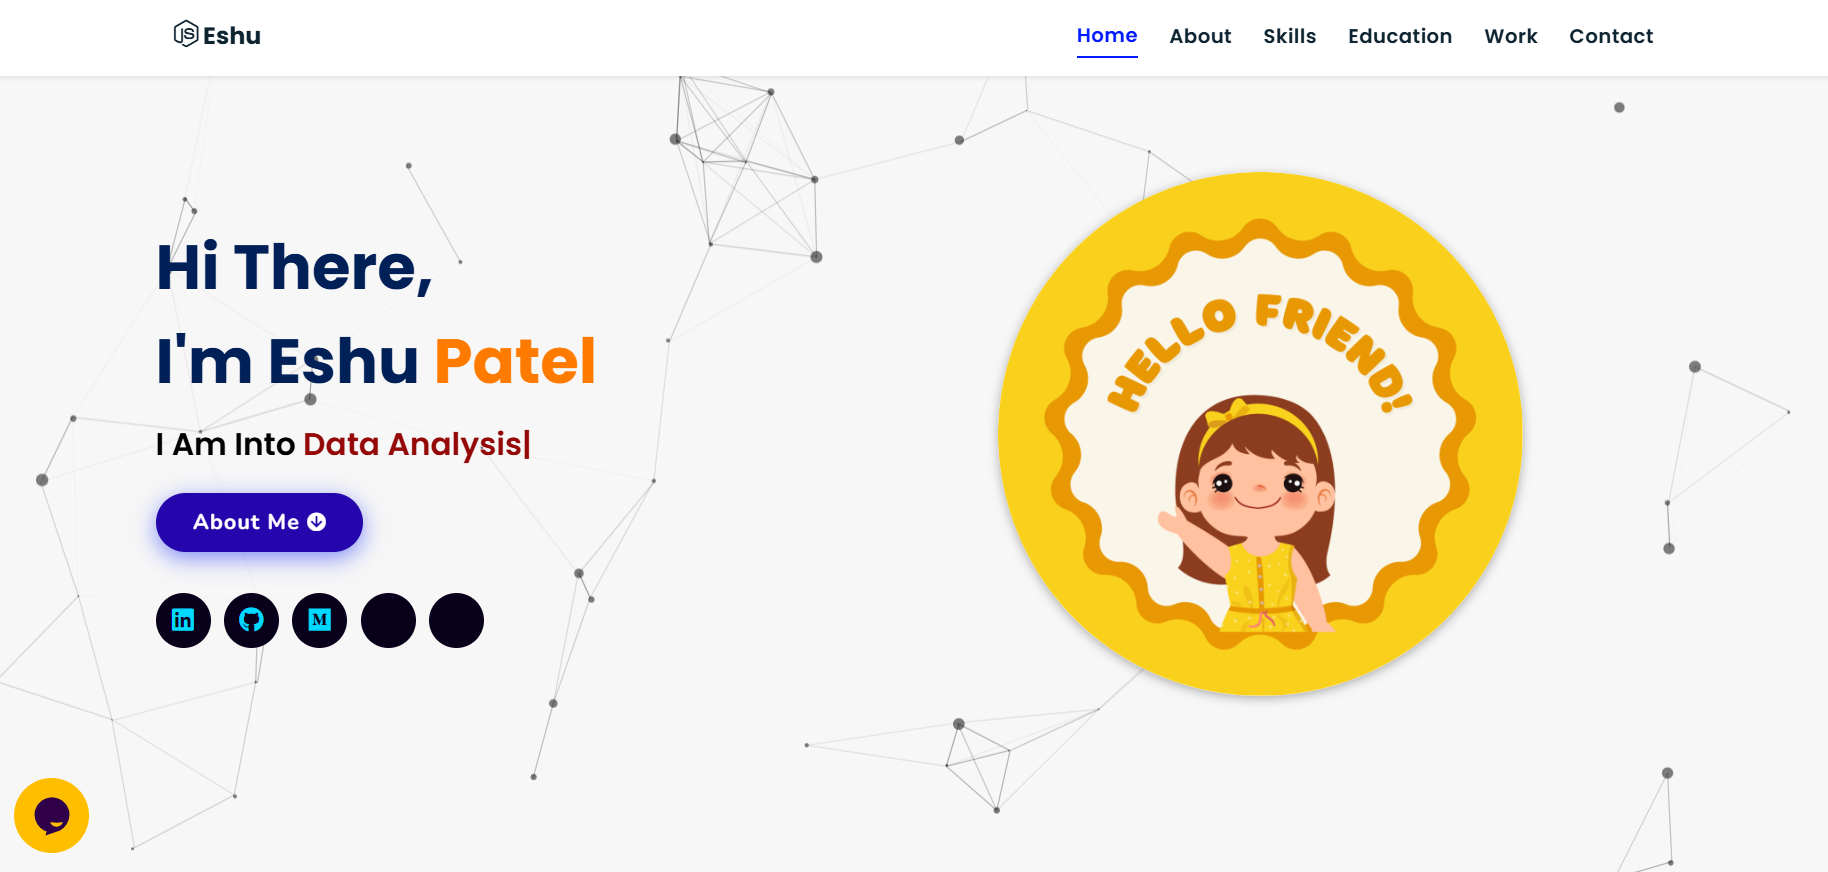 Eshu
Home About Skills Education Work Contact
Hi There,
I'm Eshu Patel
I Am Into Data Analysis|
About Me
HELLO FRIEND!